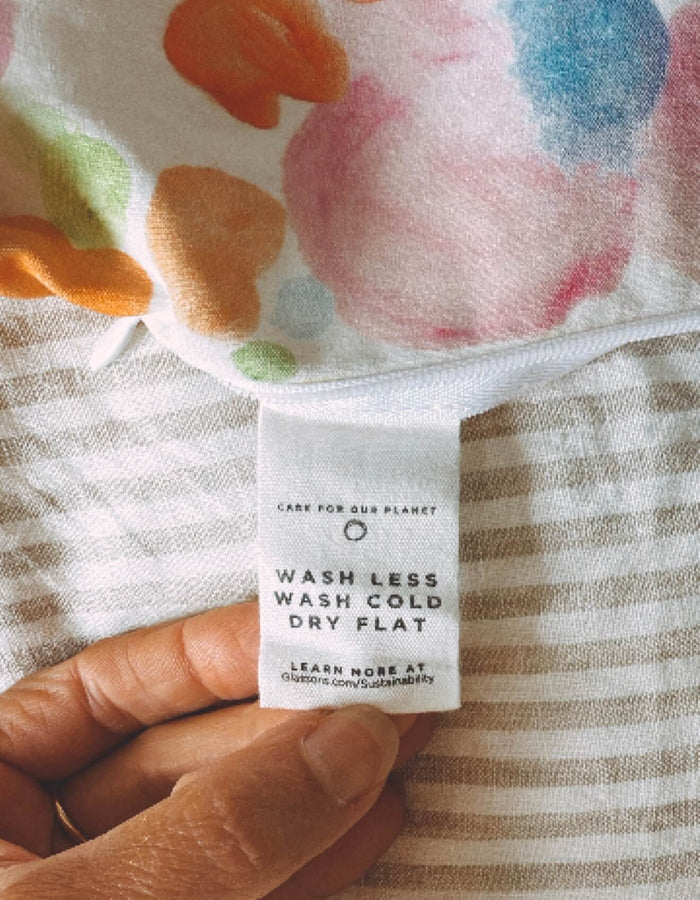 CARE FOR OUR PLANET
WASH LESS
WASH COLD
DRY FLAT
LEARN MORE AT
Glassons.com/Sustainability